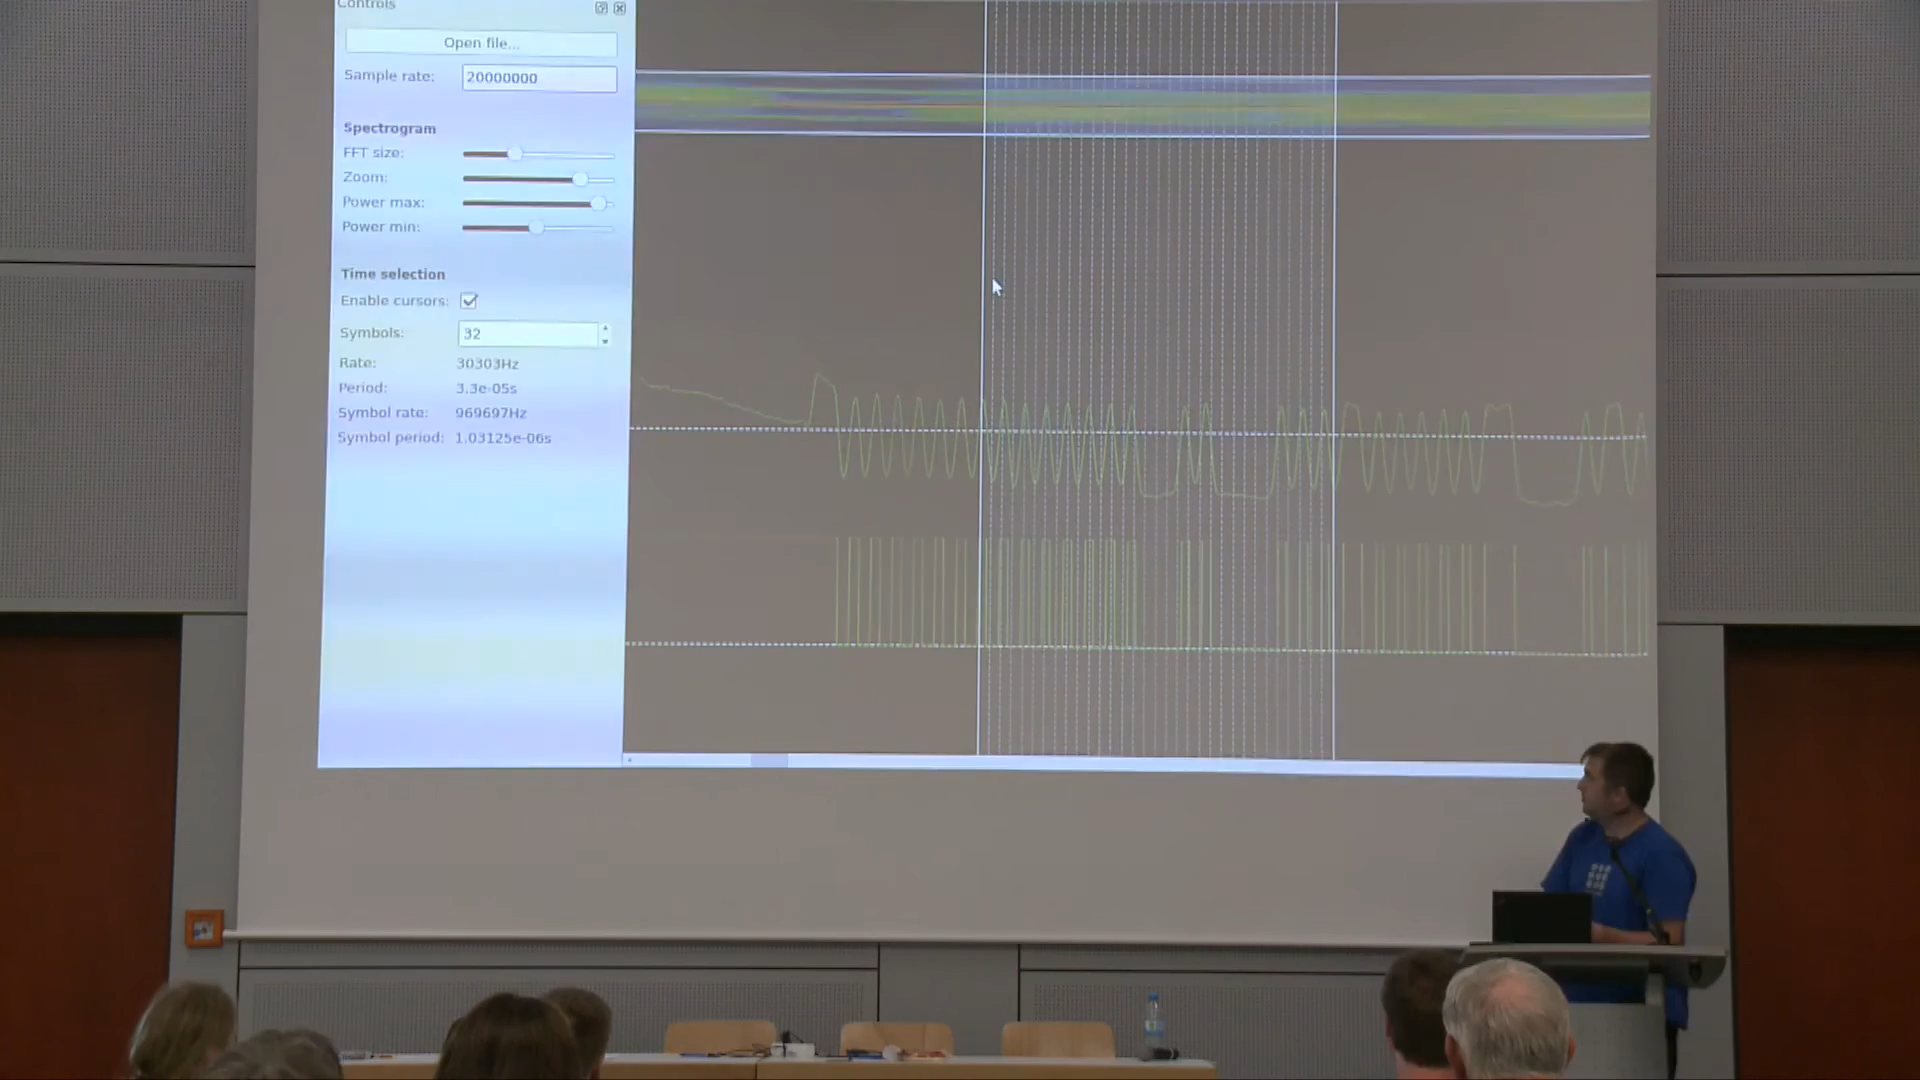 Controls
Open file...
Sample rate: 20000000
Spectrogram
FFT size:
Zoom:
Power max:
Power min:
Time selection
Enable cursors:
Symbols: 32
Rate: 30303Hz
Period: 3.3e-05s
Symbol rate: 969697Hz
Symbol period: 1.03125e-06s